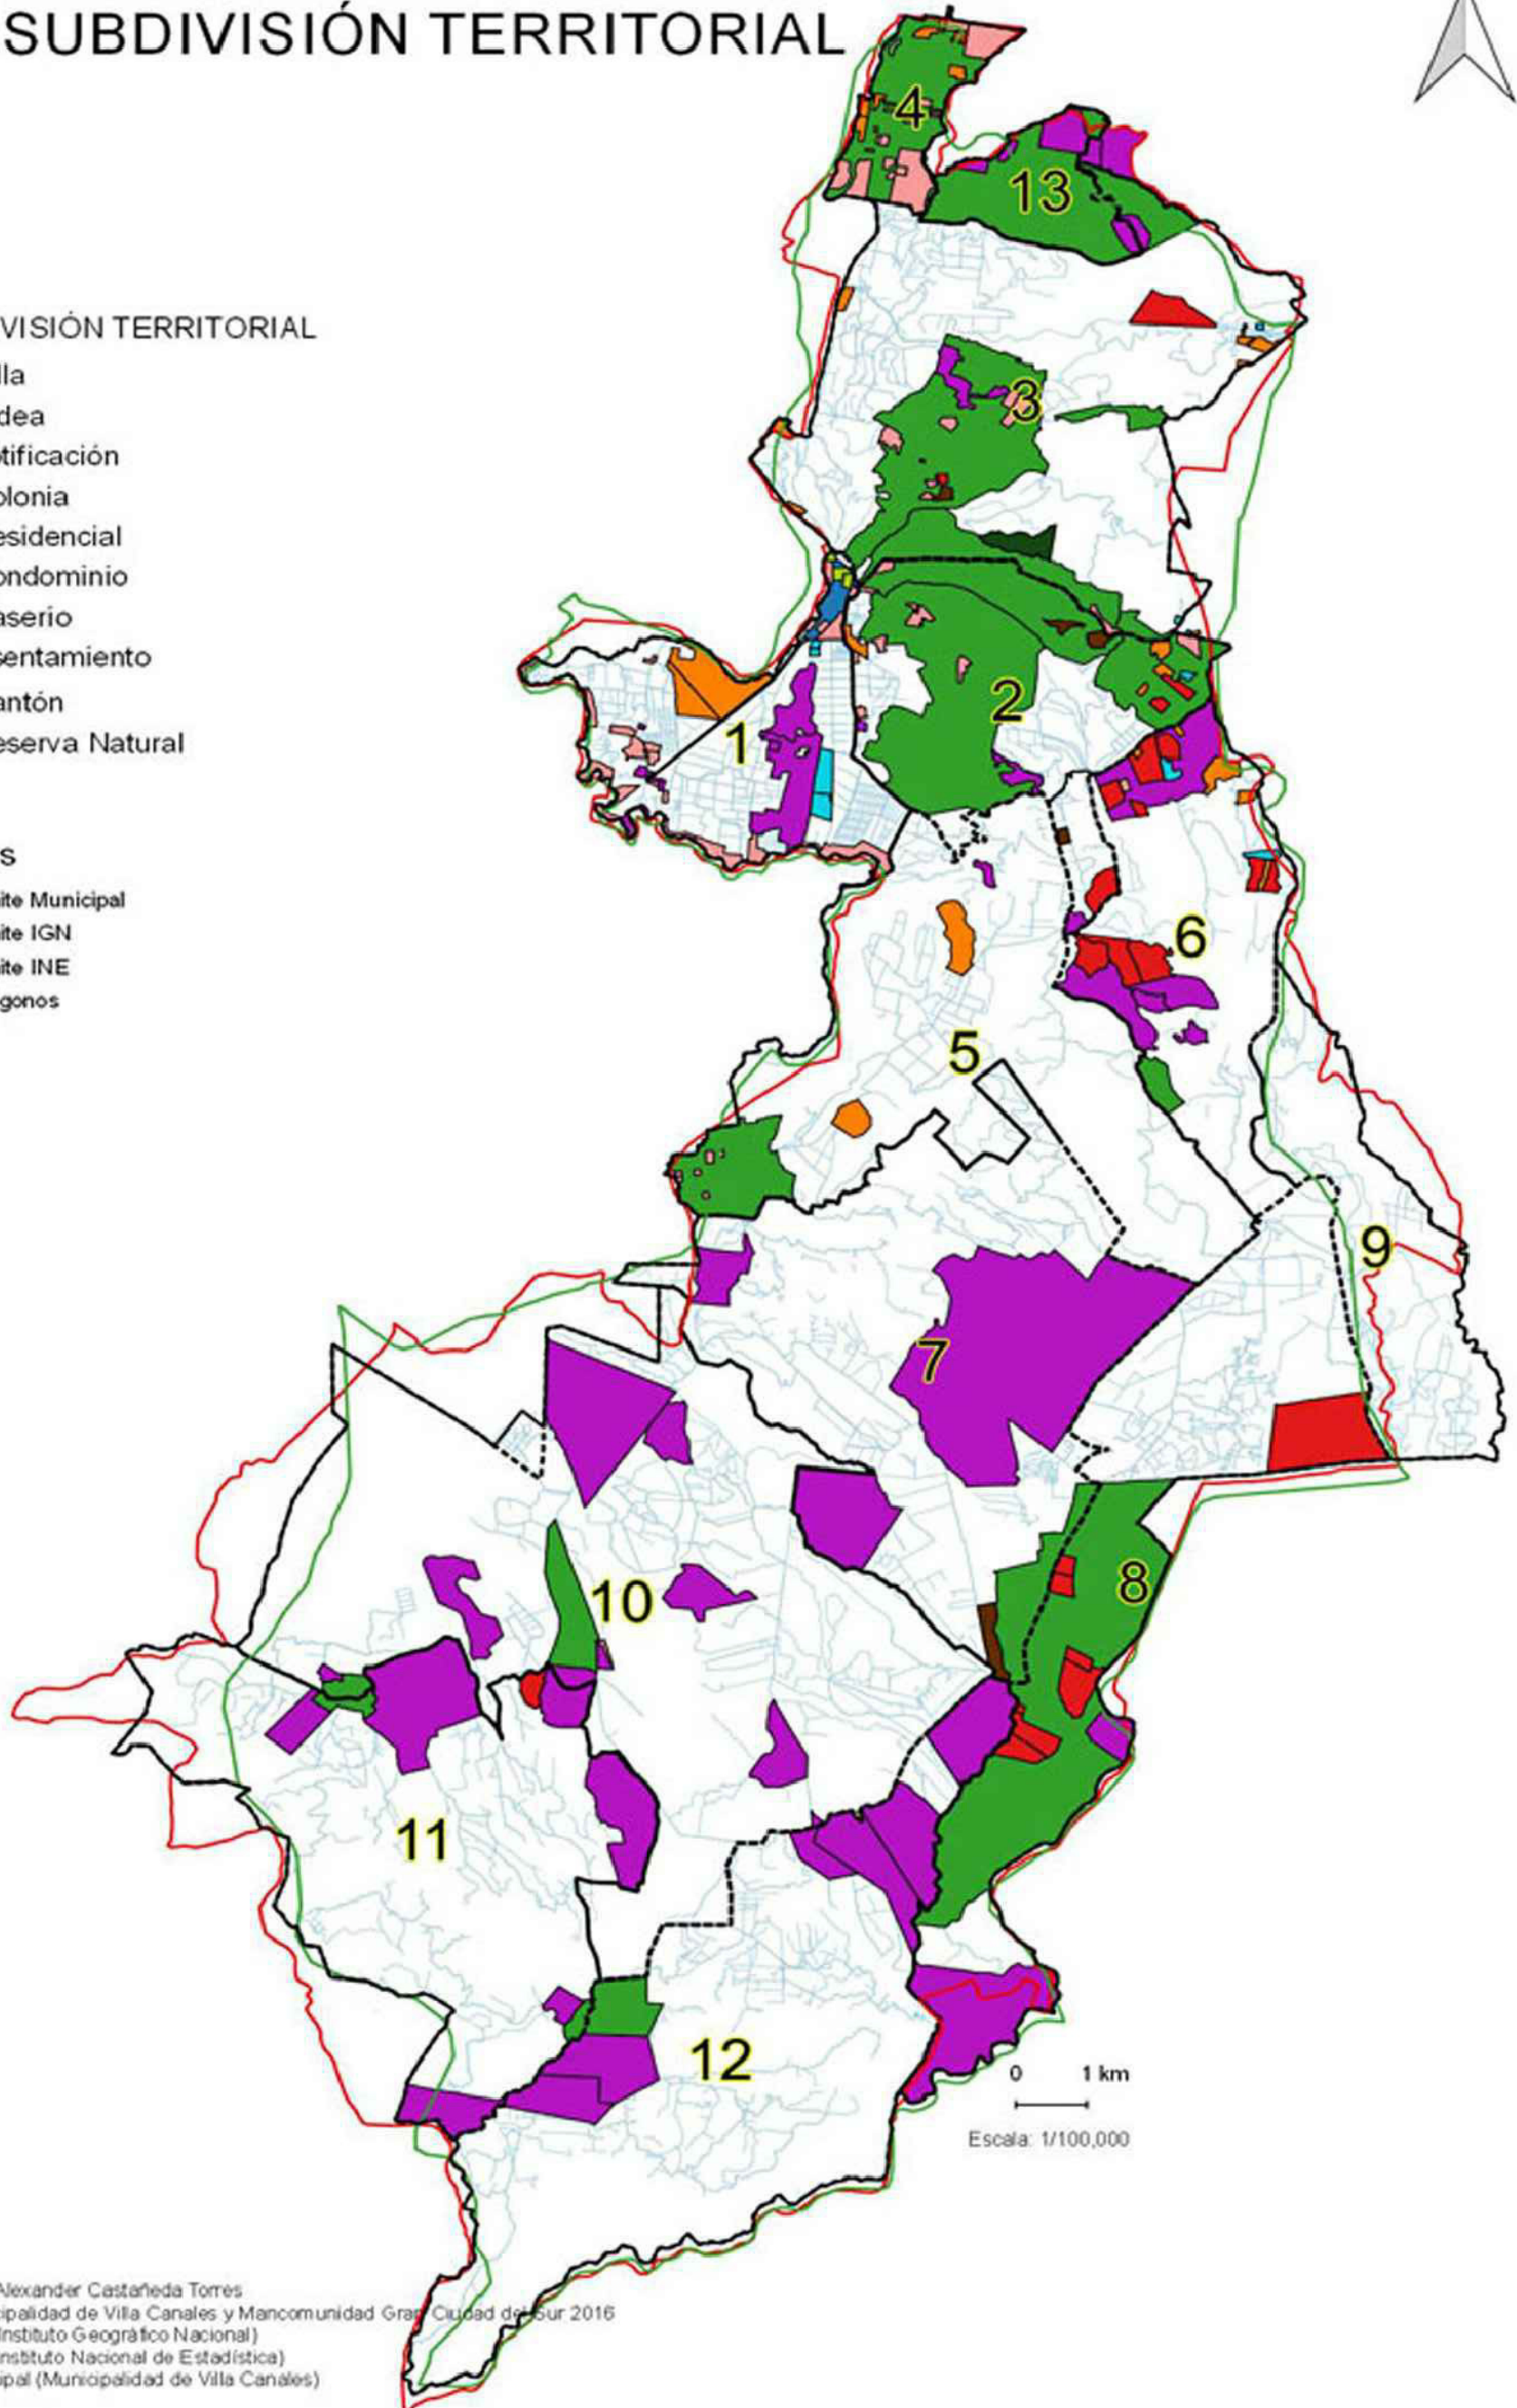 SUBDIVISIÓN TERRITORIAL
4
13
VISIÓN TERRITORIAL
lla
dea
tificación
3
olonia
esidencial
ondominio
aserio
sentamiento
antón
2
eserva Natural
1
s
ite Municipal
ite IGN
6
ite INE
gonos
5
9
7
8
10
11
12
0 1 km
Escala: 1/100,000
Alexander Castañeda Torres
cipalidad de Villa Canales y Mancomunidad Gran Ciudad del Sur 2016
Instituto Geográfico Nacional)
nstituto Nacional de Estadística)
ipal (Municipalidad de Villa Canales)